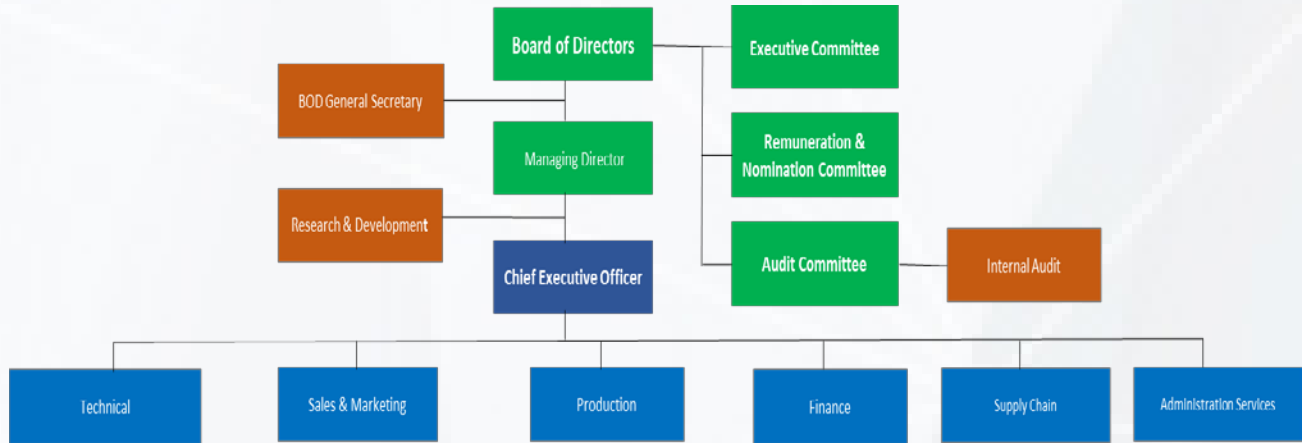 Board of Directors
Executive Committee
BOD General Secretary
Managing Director
Remuneration &
Nomination Committee
Research & Development
Chief Executive Officer
Audit Committee
Internal Audit
Technical
Sales & Marketing
Production
Finance
Supply Chain
Administration Services